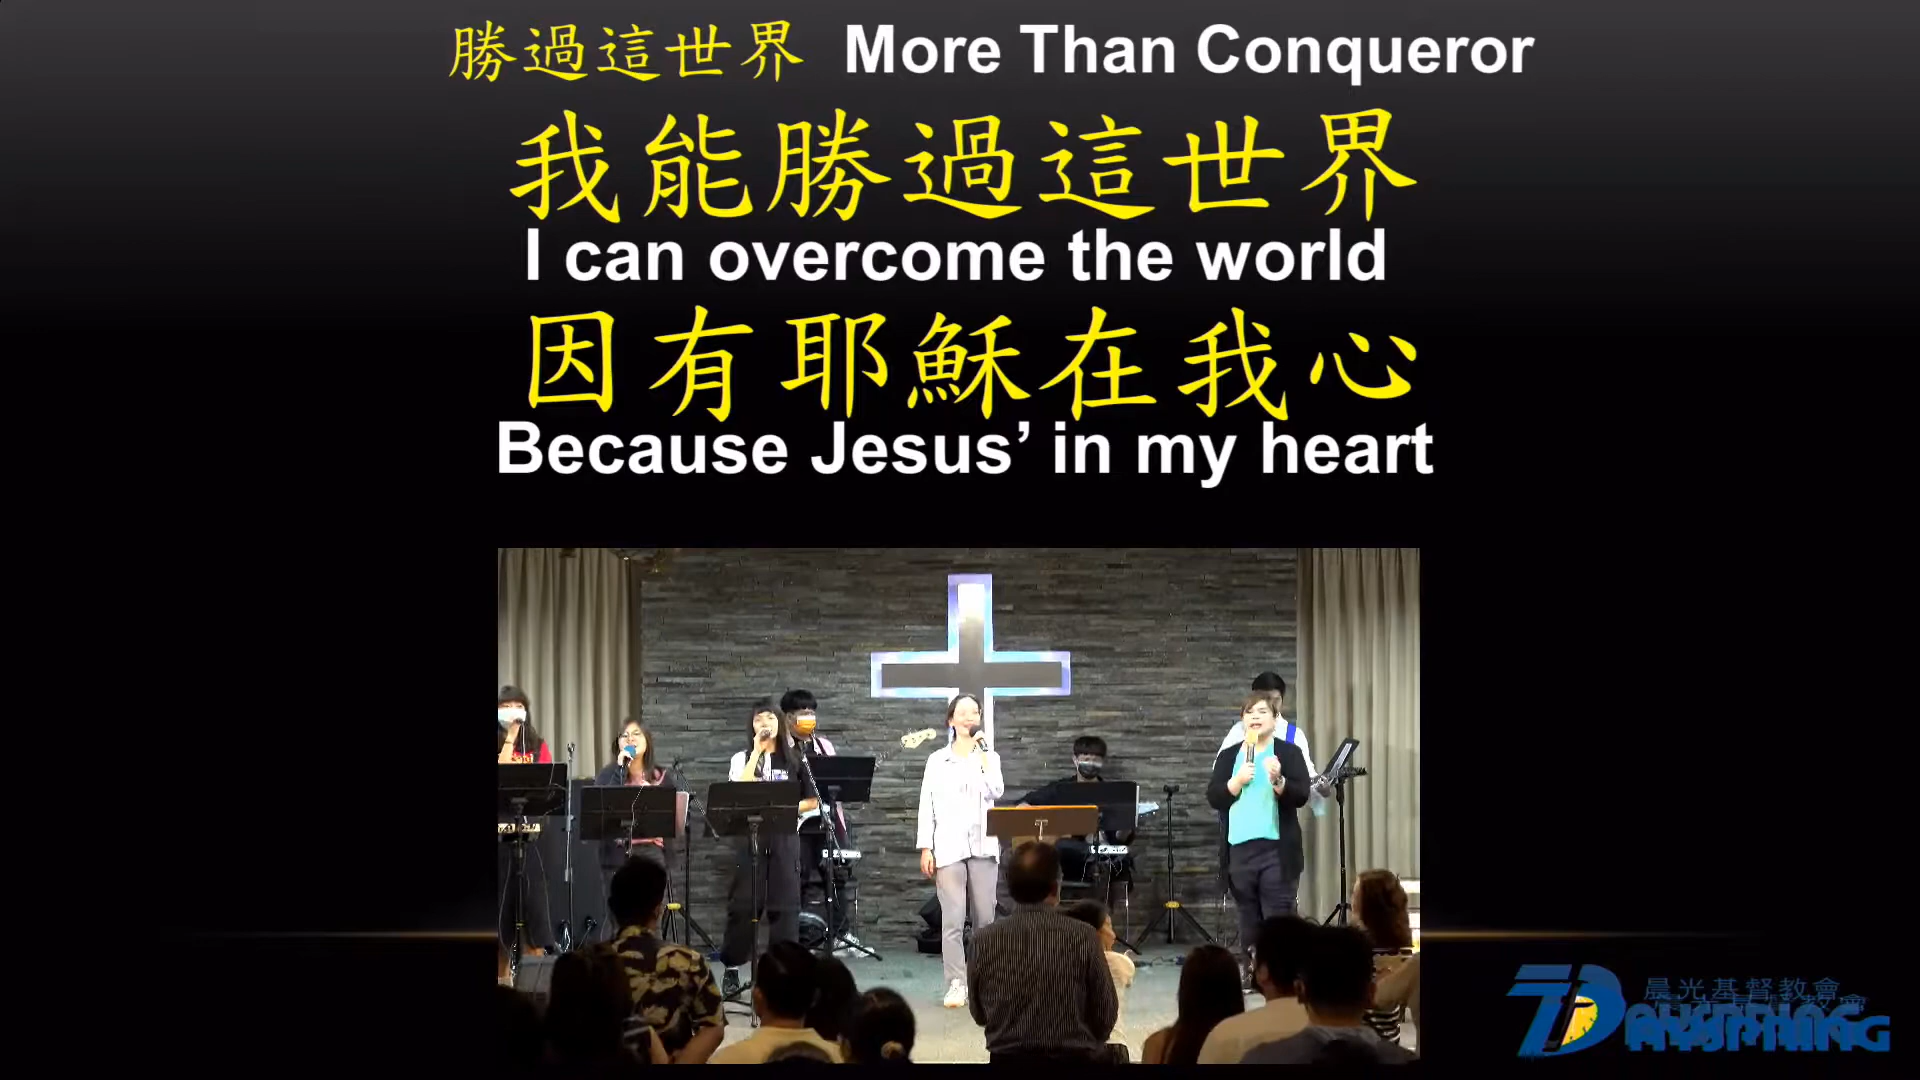 勝過這世界 More Than Conqueror
我能勝過這世界
I can overcome the world
因有耶穌在我心
Because Jesus’ in my heart
晨光基督教會